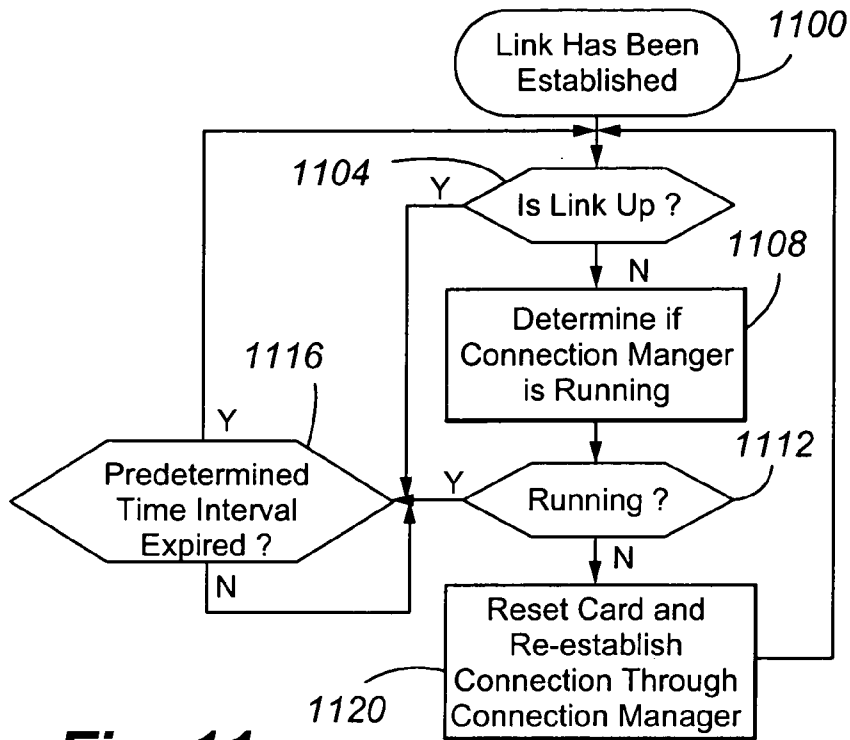 Link Has Been
Established
1100
1104
Y
Is Link Up ?
N
1108
Determine if
Connection Manger
is Running
1116
Y
Predetermined
Time Interval
Expired ?
N
Y
Running ?
1112
N
Reset Card and
Re-establish
Connection Through
Connection Manager
1120